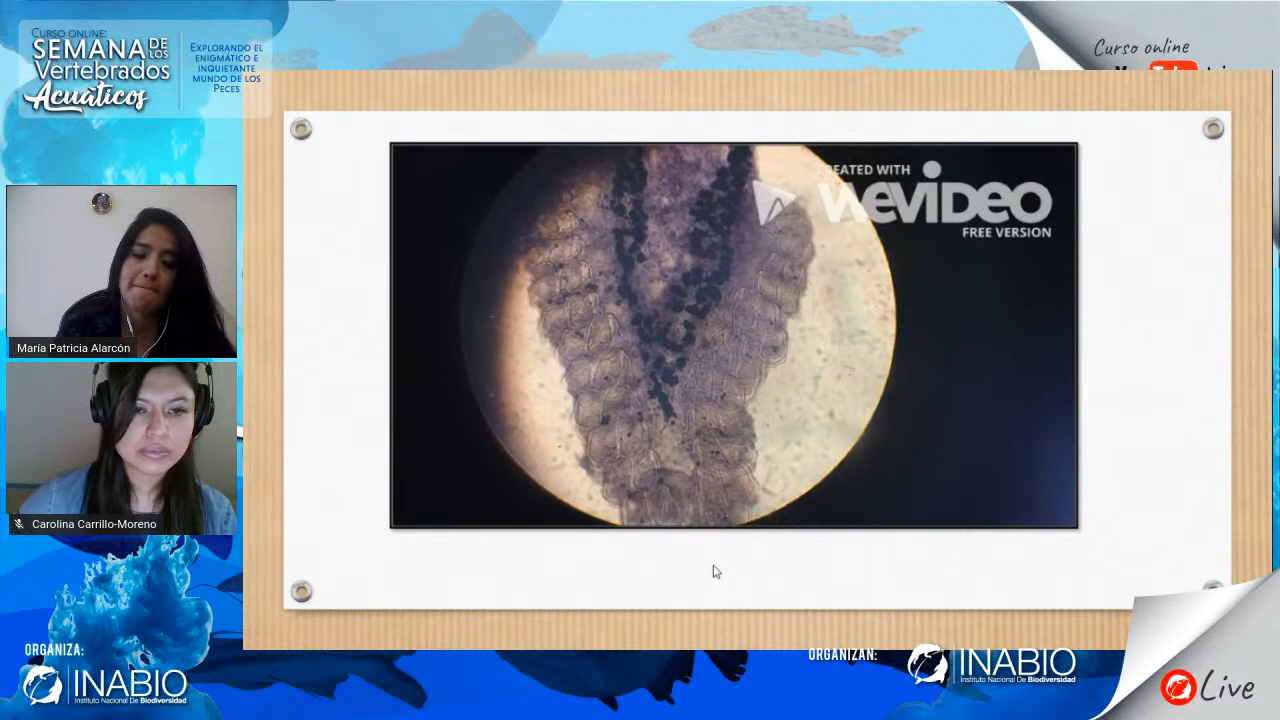 CURSO ONLINE:
SEMANA DE LOS
Vertebrados
Acuáticos
EXPLORANDO EL
ENIGMÁTICO E
INQUIETANTE
MUNDO DE LOS
PECES
Curso online
CREATED WITH
WEVIDEO
FREE VERSION
María Patricia Alarcón
Carolina Carrillo-Moreno
ORGANIZA:
INABIO
Instituto Nacional De Biodiversidad
ORGANIZAN:
INABIO
Instituto Nacional De Biodiversidad
Live